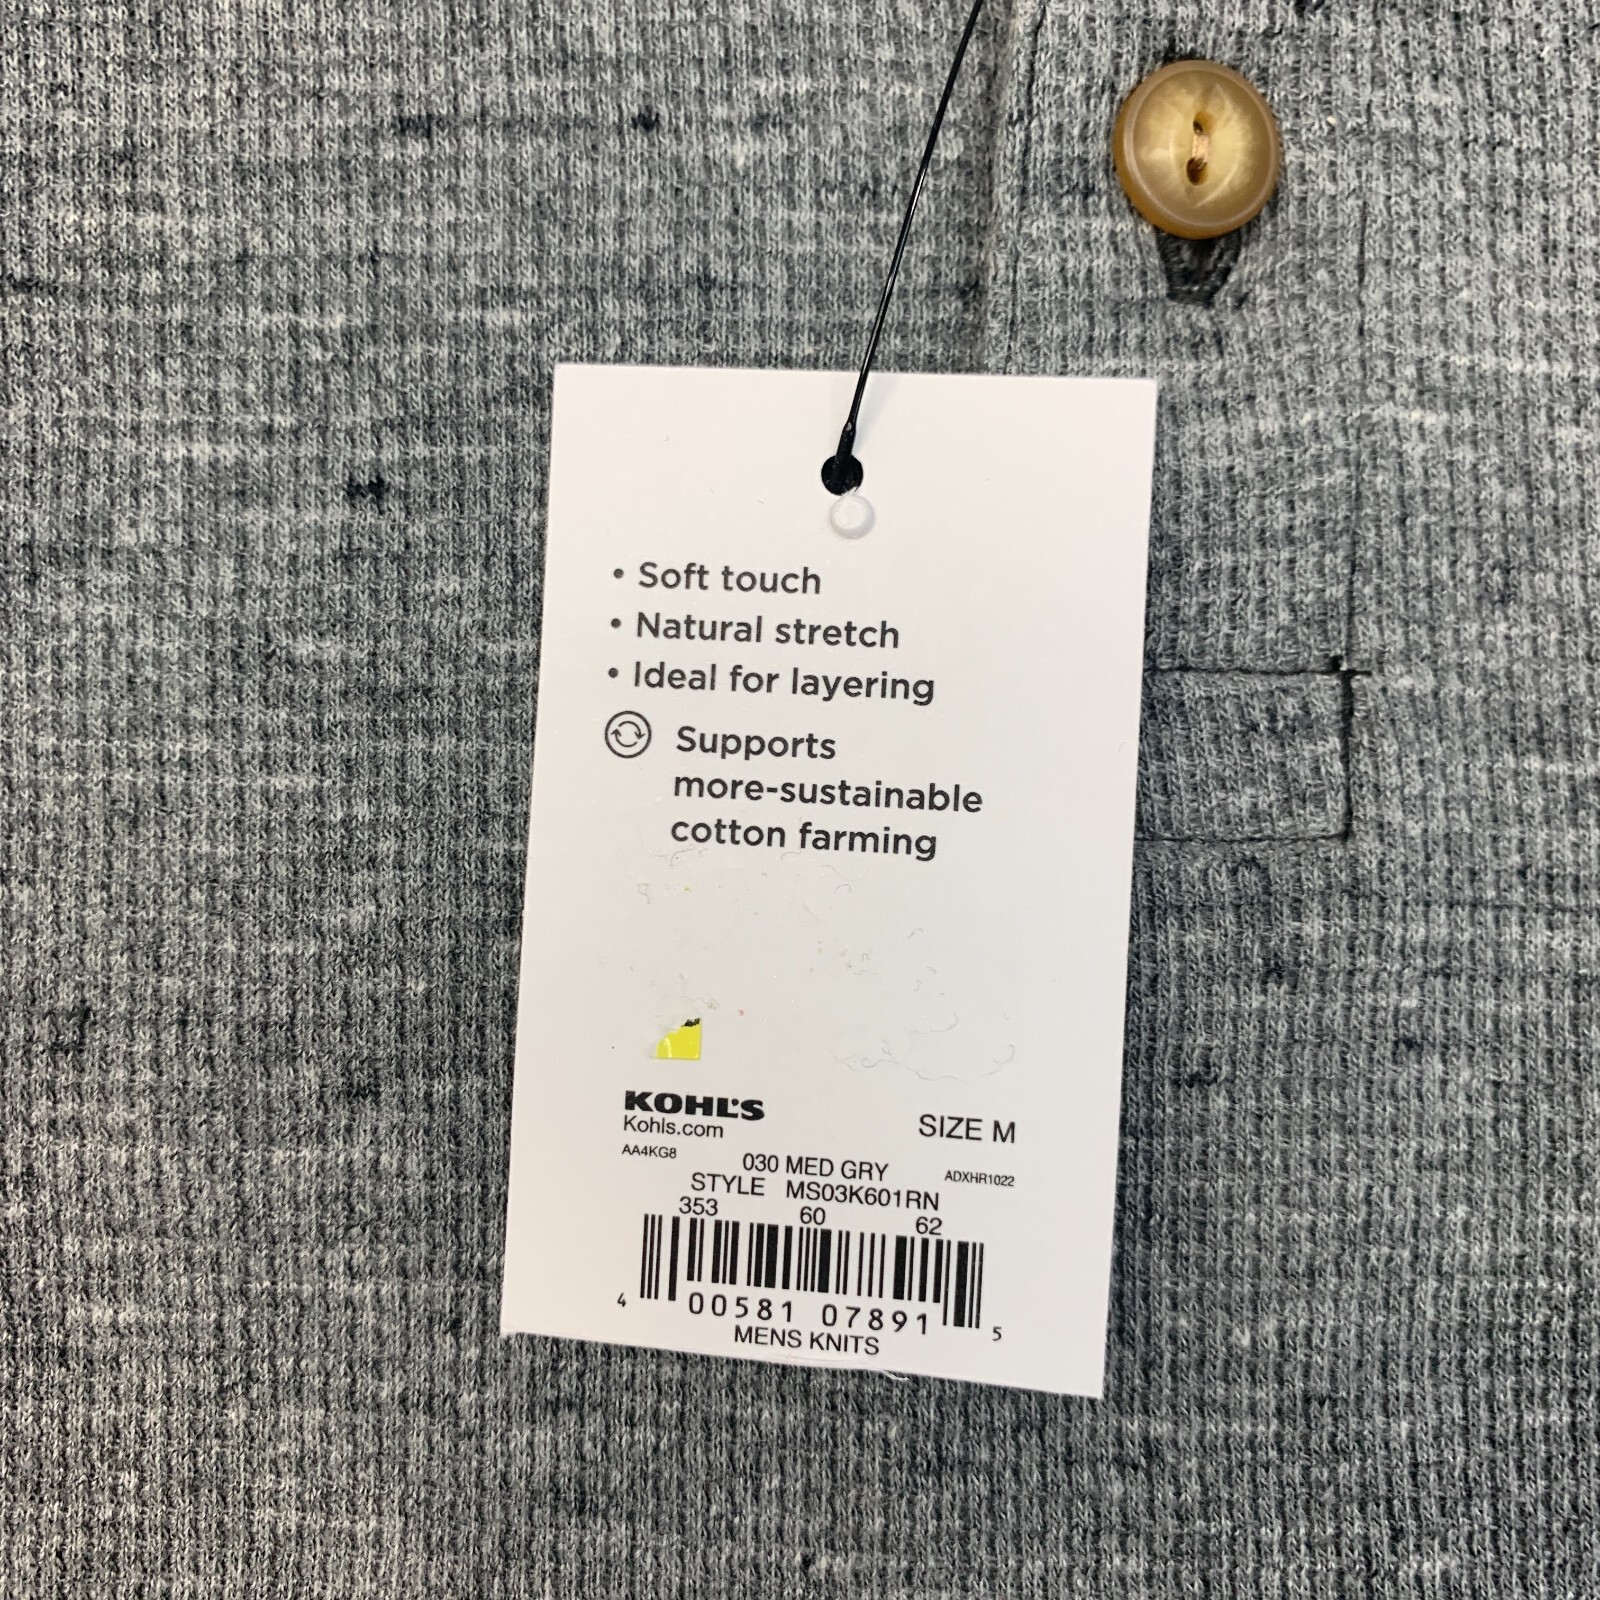 • Soft touch
• Natural stretch
• Ideal for layering
Supports
more-sustainable
cotton farming
KOHL'S
Kohls.com
SIZE M
AA4KG8
030 MED GRY
ADXHR1022
STYLE MS03K601RN
353 60 62
4 00581 07891 5
MENS KNITS